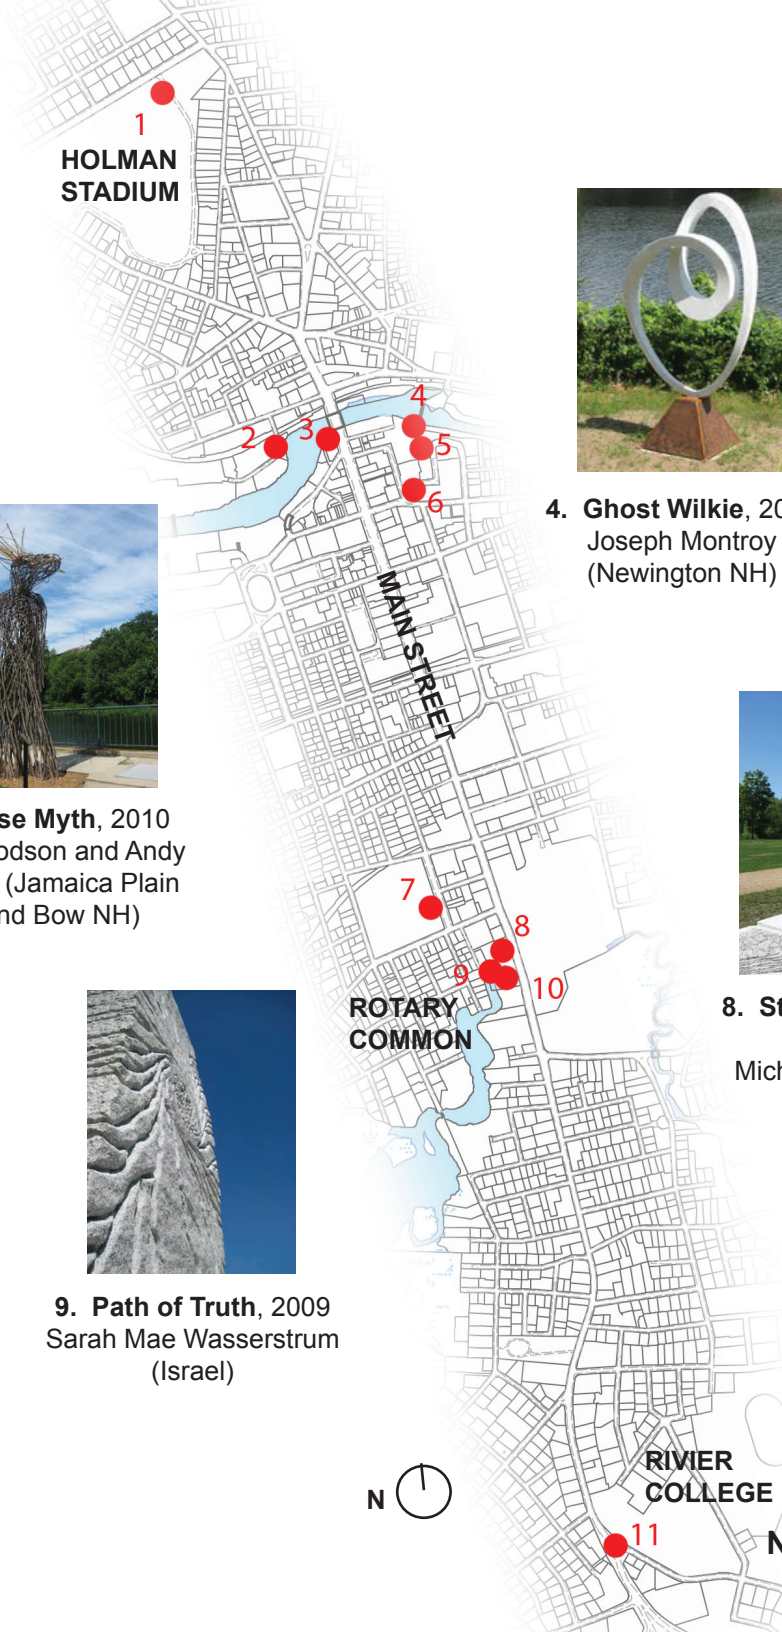 1
HOLMAN
STADIUM
2
3
4
5
6
MAIN STREET
4. Ghost Wilkie, 20
Joseph Montroy
(Newington NH)
se Myth, 2010
odson and Andy
(Jamaica Plain
nd Bow NH)
7
8
9
10
ROTARY
COMMON
8. St
Mich
9. Path of Truth, 2009
Sarah Mae Wasserstrum
(Israel)
N
RIVIER
COLLEGE
11
N